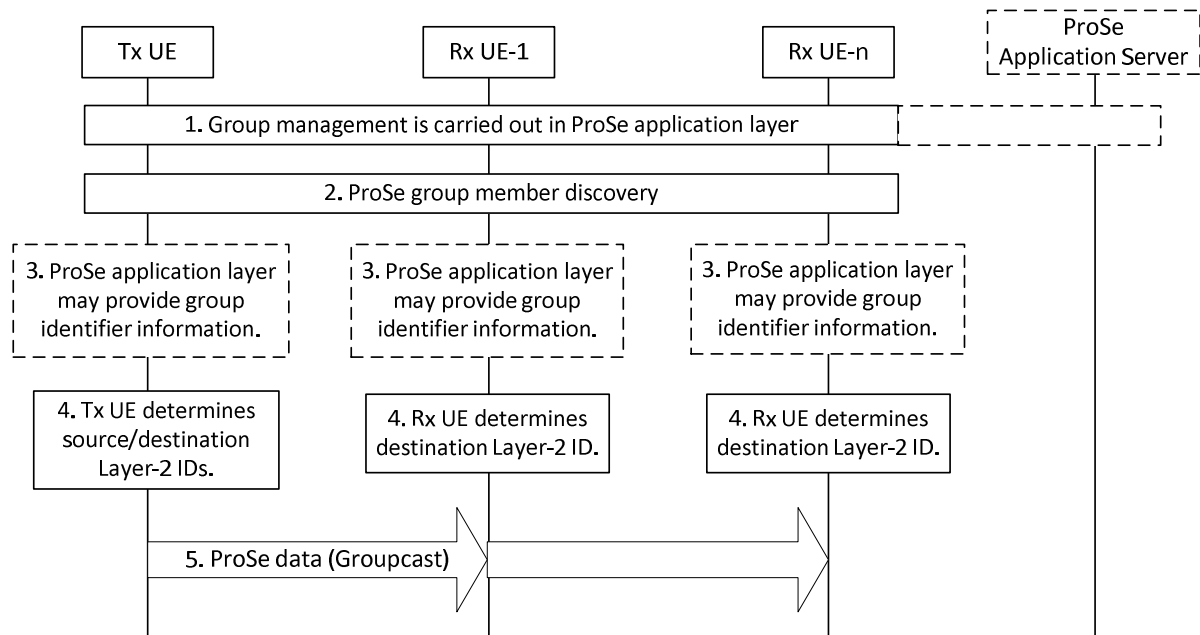 Tx UE
Rx UE-1
Rx UE-n
ProSe
Application Server
1. Group management is carried out in ProSe application layer
2. ProSe group member discovery
3. ProSe application layer
may provide group
identifier information.
3. ProSe application layer
may provide group
identifier information.
3. ProSe application layer
may provide group
identifier information.
4. Tx UE determines
source/destination
Layer-2 IDs.
4. Rx UE determines
destination Layer-2 ID.
4. Rx UE determines
destination Layer-2 ID.
5. ProSe data (Groupcast)